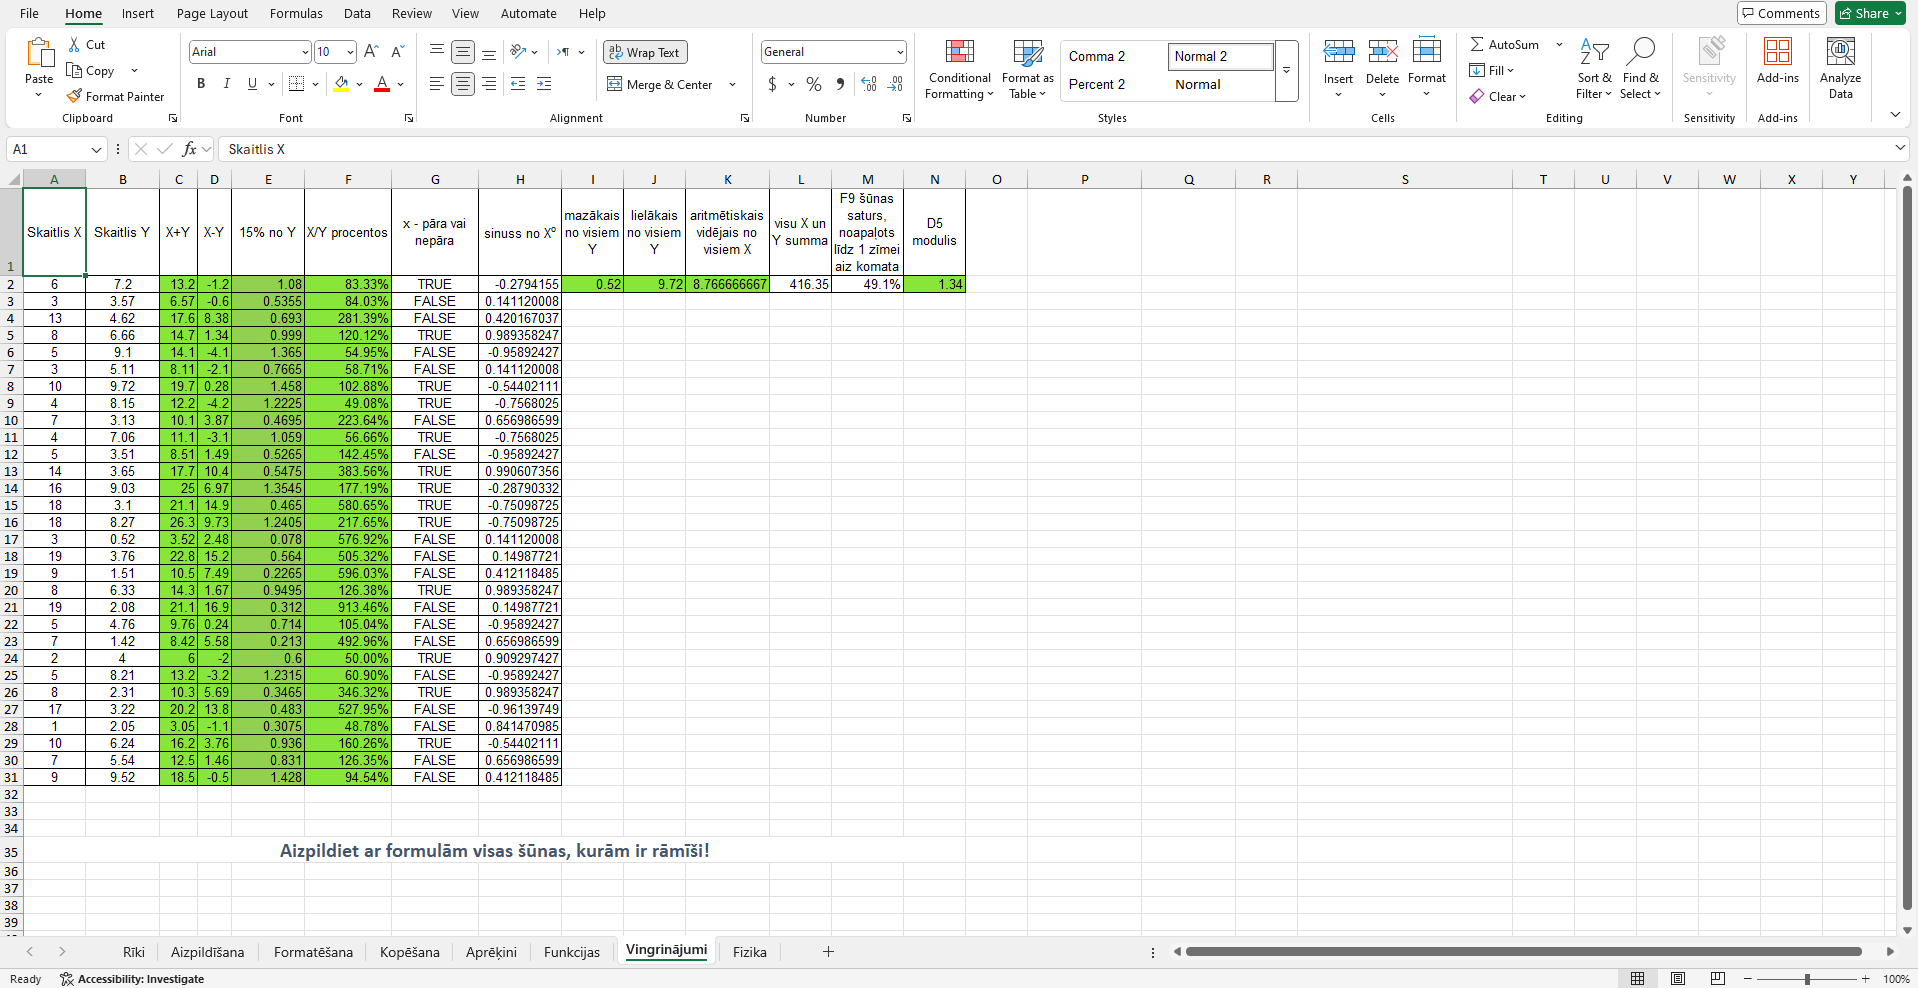 File Home Insert Page Layout Formulas Data Review View Automate Help Comments Share
Cut
Copy
Format Painter
Paste
Clipboard
Arial 10
B I U
Font
ab Wrap Text
Merge & Center
Alignment
General
$ %
Number
Conditional Formatting
Format as Table
Comma 2 Normal 2
Percent 2 Normal
Styles
Insert Delete Format
Cells
AutoSum
Fill
Clear
Sort & Filter
Find & Select
Editing
Sensitivity
Sensitivity
Add-ins
Add-ins
Analyze Data
A1 fx Skaitlis X
A B C D E F G H I J K L M N O P Q R S T U V W X Y
1 Skaitlis X Skaitlis Y X+Y X-Y 15% no Y X/Y procentos x - pāra vai nepāra sinuss no X⁰ mazākais no visiem Y lielākais no visiem Y aritmētiskais vidējais no visiem X visu X un Y summa F9 šūnas saturs, noapaļots līdz 1 zīmei aiz komata D5 modulis
2 6 7.2 13.2 -1.2 1.08 83.33% TRUE -0.2794155 0.52 9.72 8.766666667 416.35 49.1% 1.34
3 3 3.57 6.57 -0.6 0.5355 84.03% FALSE 0.141120008
4 13 4.62 17.6 8.38 0.693 281.39% FALSE 0.420167037
5 8 6.66 14.7 1.34 0.999 120.12% TRUE 0.989358247
6 5 9.1 14.1 -4.1 1.365 54.95% FALSE -0.95892427
7 3 5.11 8.11 -2.1 0.7665 58.71% FALSE 0.141120008
8 10 9.72 19.7 0.28 1.458 102.88% TRUE -0.54402111
9 4 8.15 12.2 -4.2 1.2225 49.08% TRUE -0.7568025
10 7 3.13 10.1 3.87 0.4695 223.64% FALSE 0.656986599
11 4 7.06 11.1 -3.1 1.059 56.66% TRUE -0.7568025
12 5 3.51 8.51 1.49 0.5265 142.45% FALSE -0.95892427
13 14 3.65 17.7 10.4 0.5475 383.56% TRUE 0.990607356
14 16 9.03 25 6.97 1.3545 177.19% TRUE -0.28790332
15 18 3.1 21.1 14.9 0.465 580.65% TRUE -0.75098725
16 18 8.27 26.3 9.73 1.2405 217.65% TRUE -0.75098725
17 3 0.52 3.52 2.48 0.078 576.92% FALSE 0.141120008
18 19 3.76 22.8 15.2 0.564 505.32% FALSE 0.14987721
19 9 1.51 10.5 7.49 0.2265 596.03% FALSE 0.412118485
20 8 6.33 14.3 1.67 0.9495 126.38% TRUE 0.989358247
21 19 2.08 21.1 16.9 0.312 913.46% FALSE 0.14987721
22 5 4.76 9.76 0.24 0.714 105.04% FALSE -0.95892427
23 7 1.42 8.42 5.58 0.213 492.96% FALSE 0.656986599
24 2 4 6 -2 0.6 50.00% TRUE 0.909297427
25 5 8.21 13.2 -3.2 1.2315 60.90% FALSE -0.95892427
26 8 2.31 10.3 5.69 0.3465 346.32% TRUE 0.989358247
27 17 3.22 20.2 13.8 0.483 527.95% FALSE -0.96139749
28 1 2.05 3.05 -1.1 0.3075 48.78% FALSE 0.841470985
29 10 6.24 16.2 3.76 0.936 160.26% TRUE -0.54402111
30 7 5.54 12.5 1.46 0.831 126.35% FALSE 0.656986599
31 9 9.52 18.5 -0.5 1.428 94.54% FALSE 0.412118485
32
33
34
35 Aizpildiet ar formulām visas šūnas, kurām ir rāmīši!
36
37
38
39
Rīki Aizpildīšana Formatēšana Kopēšana Aprēķini Funkcijas Vingrinājumi Fizika
Ready Accessibility: Investigate 100%